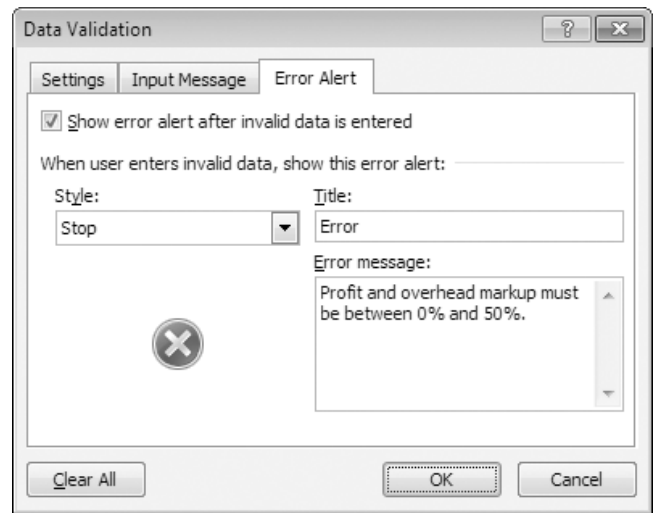 Data Validation
?
Settings Input Message Error Alert
Show error alert after invalid data is entered
When user enters invalid data, show this error alert:
Style: Title:
Stop Error
Error message:
Profit and overhead markup must
be between 0% and 50%.
Clear All OK Cancel